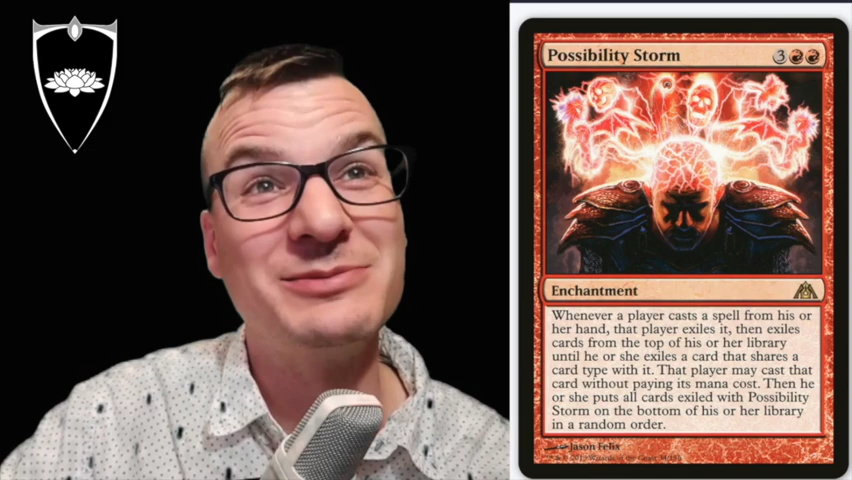 Possibility Storm 3
Enchantment
Whenever a player casts a spell from his or
her hand, that player exiles it, then exiles
cards from the top of his or her library
until he or she exiles a card that shares a
card type with it. That player may cast that
card without paying its mana cost. Then he
or she puts all cards exiled with Possibility
Storm on the bottom of his or her library
in a random order.
Jason Felix